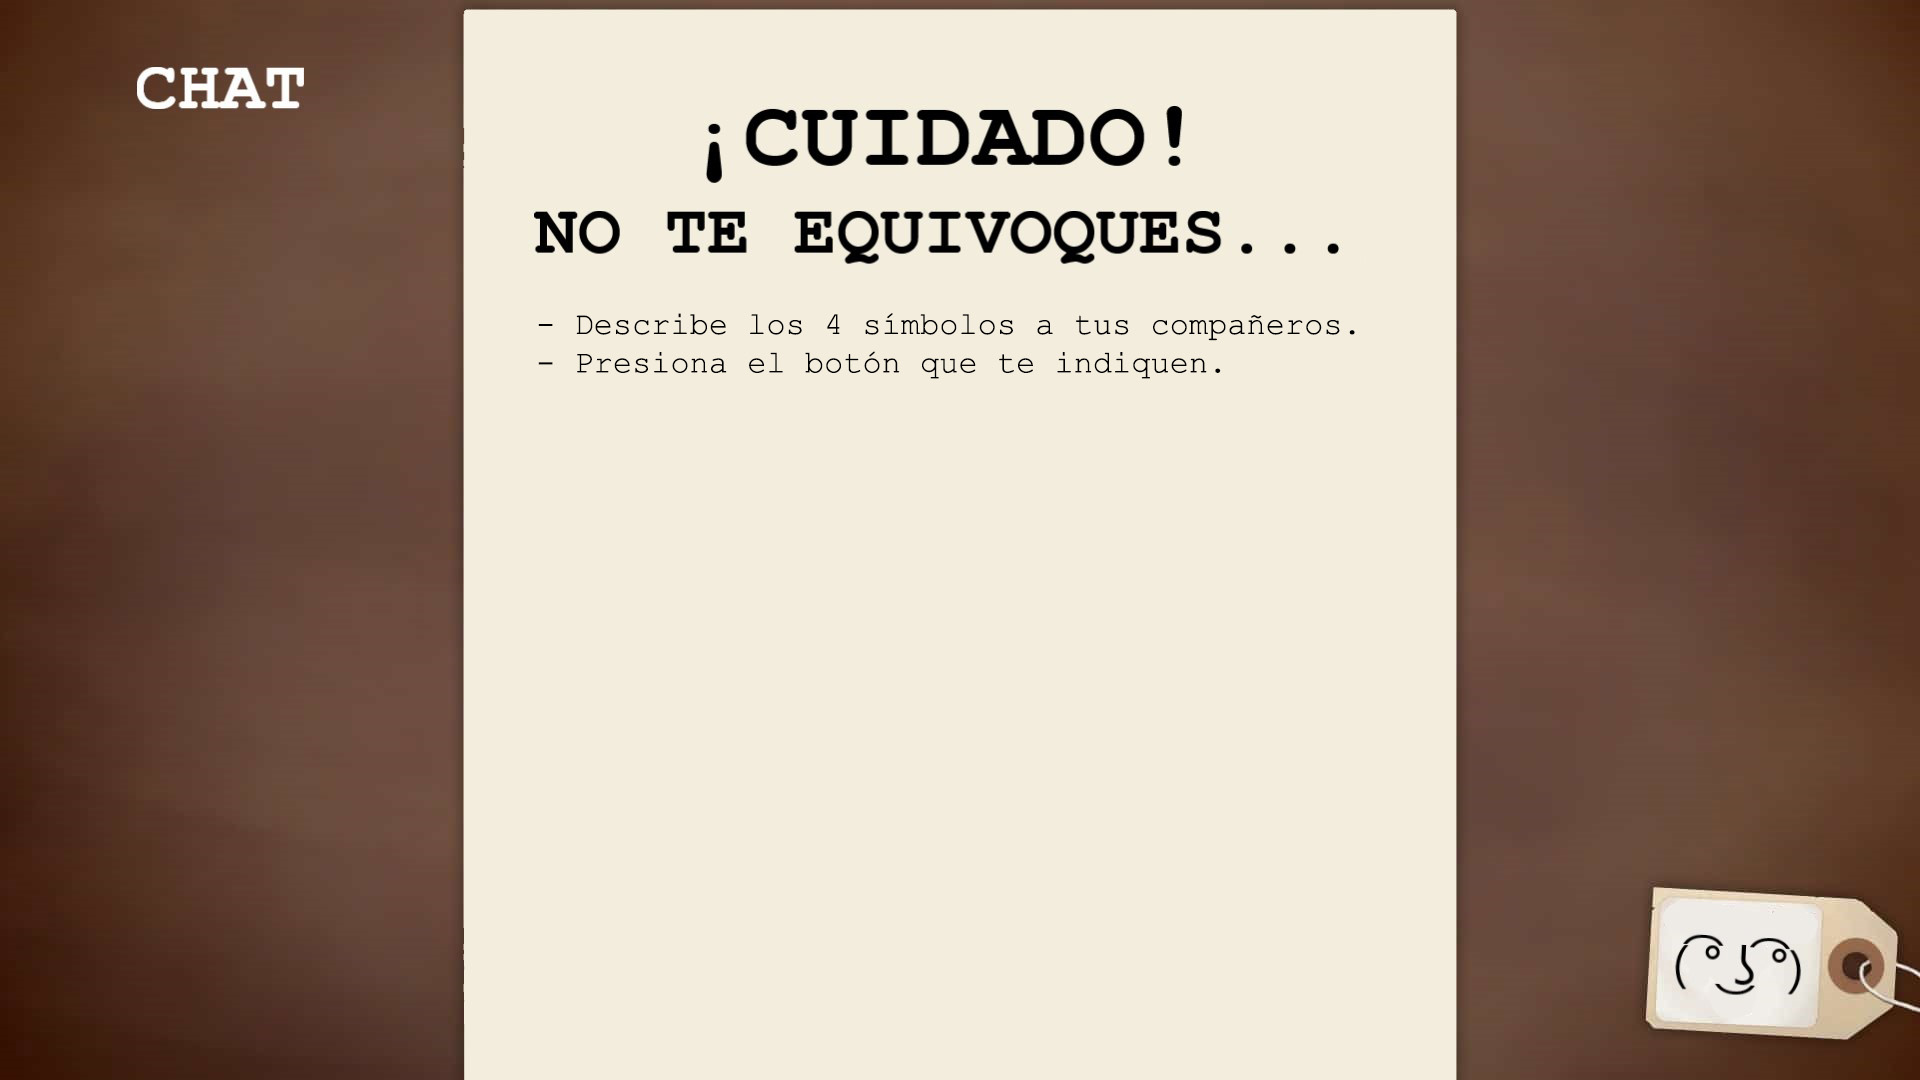 CHAT
¡CUIDADO!
NO TE EQUIVOQUES...
- Describe los 4 símbolos a tus compañeros.
- Presiona el botón que te indiquen.
( ͡° ͜ʖ ͡°)